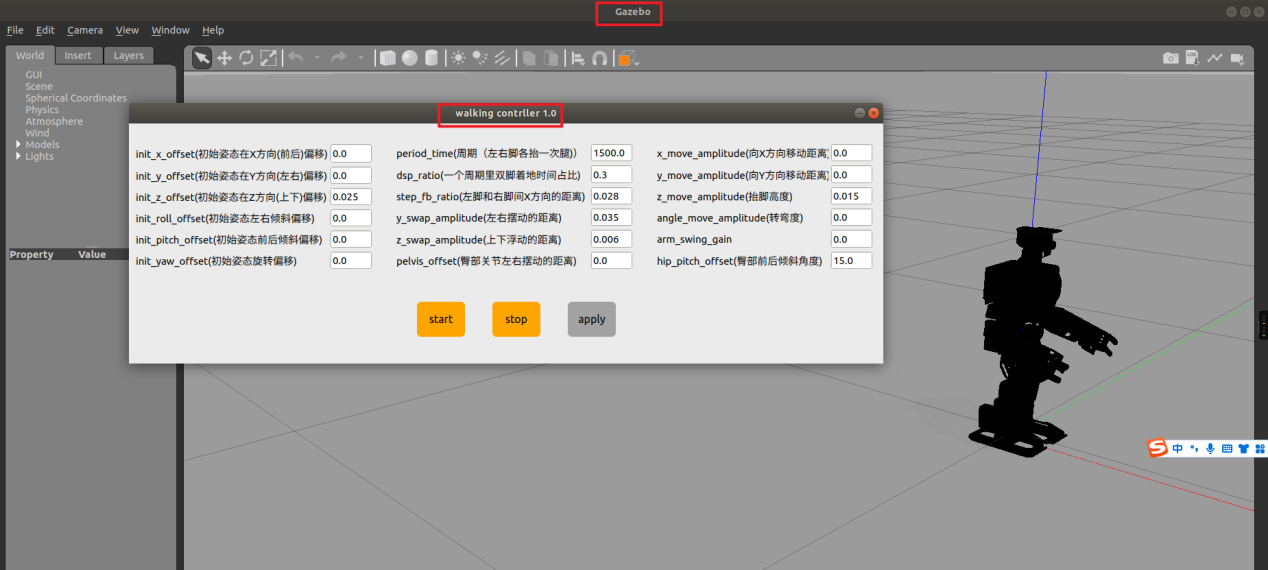 Gazebo
File Edit Camera View Window Help
World Insert Layers
GUI
Scene
Spherical Coordinates
Physics
Atmosphere
Wind
Models
Lights
Property Value
walking contrller 1.0
init_x_offset(初始姿态在X方向(前后)偏移) 0.0 period_time(周期（左右脚各抬一次腿)） 1500.0 x_move_amplitude(向X方向移动距离) 0.0
init_y_offset(初始姿态在Y方向(左右)偏移) 0.0 dsp_ratio(一个周期里双脚着地时间占比) 0.3 y_move_amplitude(向Y方向移动距离) 0.0
init_z_offset(初始姿态在Z方向(上下)偏移) 0.025 step_fb_ratio(左脚和右脚间X方向的距离) 0.028 z_move_amplitude(抬脚高度) 0.015
init_roll_offset(初始姿态左右倾斜偏移) 0.0 y_swap_amplitude(左右摆动的距离) 0.035 angle_move_amplitude(转弯度) 0.0
init_pitch_offset(初始姿态前后倾斜偏移) 0.0 z_swap_amplitude(上下浮动的距离) 0.006 arm_swing_gain 0.0
init_yaw_offset(初始姿态旋转偏移) 0.0 pelvis_offset(臀部关节左右摆动的距离) 0.0 hip_pitch_offset(臀部前后倾斜角度) 15.0
start stop apply
中